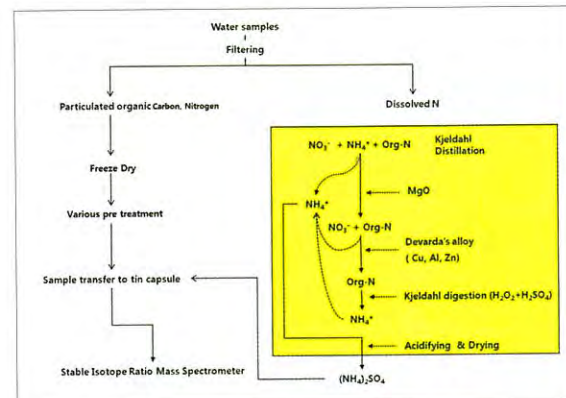 Water samples
Filtering
Particulated organic Carbon, Nitrogen
Dissolved N
NO₃⁻ + NH₄⁺ + Org-N
Kjeldahl
Distillation
Freeze Dry
MgO
NH₄⁺
Various pre treatment
NO₃⁻ + Org-N
Devarda's alloy
( Cu, Al, Zn)
Sample transfer to tin capsule
Org-N
Kjeldahl digestion (H₂O₂+H₂SO₄)
NH₄⁺
Acidifying & Drying
Stable Isotope Ratio Mass Spectrometer
(NH₄)₂SO₄